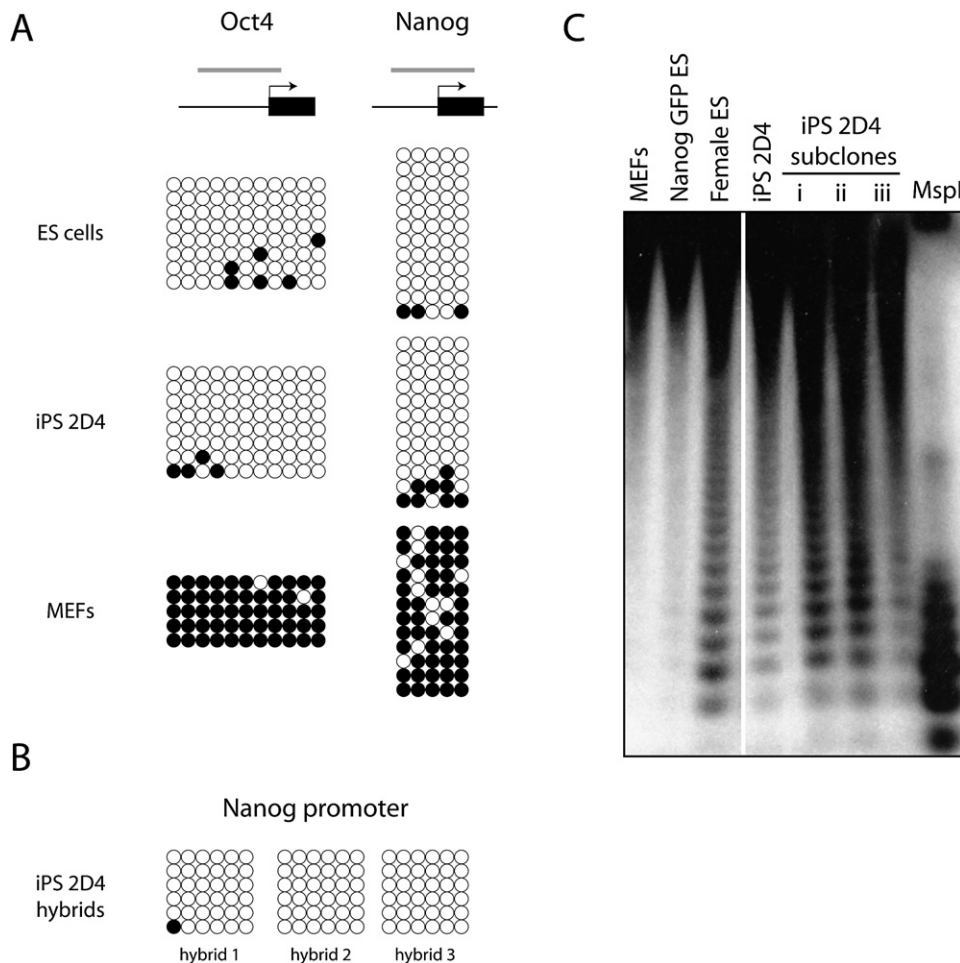 A
Oct4
Nanog
ES cells
iPS 2D4
MEFs
B
Nanog promoter
iPS 2D4
hybrids
hybrid 1
hybrid 2
hybrid 3
C
MEFs
Nanog GFP ES
Female ES
iPS 2D4
iPS 2D4
subclones
i
ii
iii
MspI